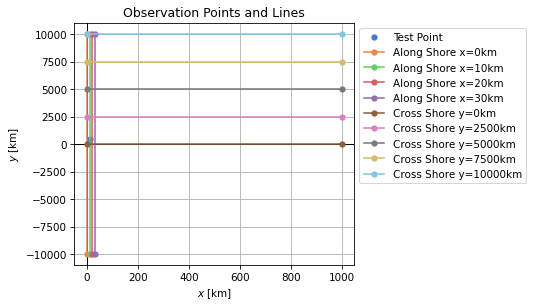 Observation Points and Lines
10000
7500
5000
2500
0
−2500
−5000
−7500
−10000
y [km]
0 200 400 600 800 1000
x [km]
Test Point
Along Shore x=0km
Along Shore x=10km
Along Shore x=20km
Along Shore x=30km
Cross Shore y=0km
Cross Shore y=2500km
Cross Shore y=5000km
Cross Shore y=7500km
Cross Shore y=10000km